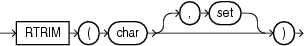 RTRIM ( char , set )